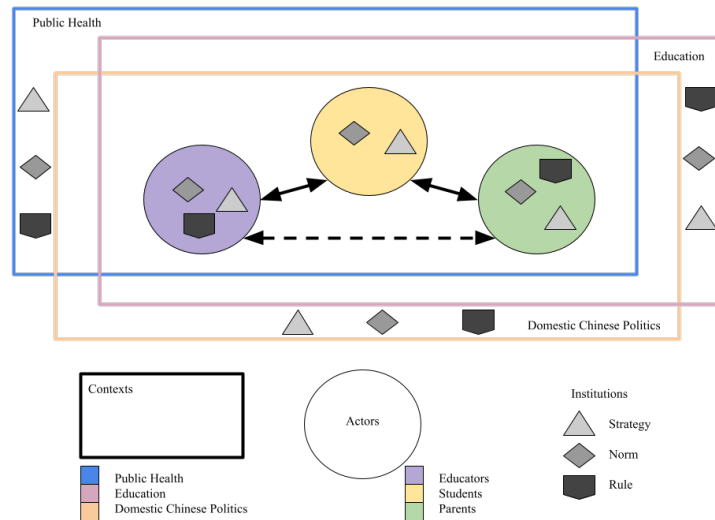 Public Health
Education
Domestic Chinese Politics
Contexts
Actors
Institutions
Strategy
Norm
Rule
Public Health
Education
Domestic Chinese Politics
Educators
Students
Parents